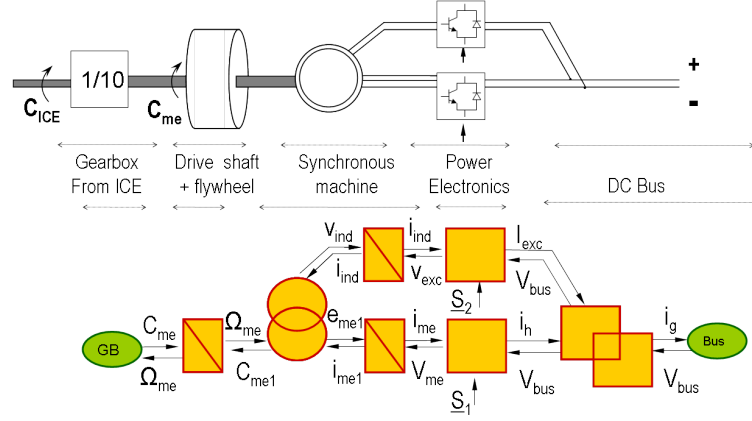 +
1/10
C_ICE
C_me
-
Gearbox
From ICE
Drive shaft
+ flywheel
Synchronous
machine
Power
Electronics
DC Bus
v_ind
i_ind
i_ind
v_exc
I_exc
V_bus
S_2
C_me
GB
Ω_me
Ω_me
C_me1
e_me1
i_me1
i_me
V_me
S_1
i_h
V_bus
i_g
Bus
V_bus